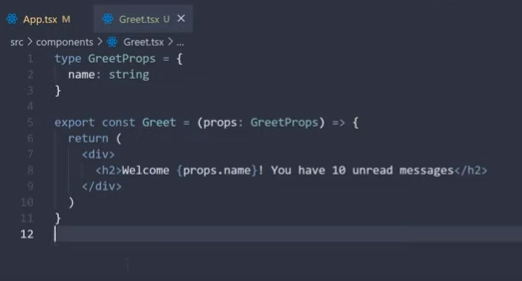 App.tsx M
Greet.tsx U ×
src > components > Greet.tsx > ...
1 type GreetProps = {
2 name: string
3 }
4
5 export const Greet = (props: GreetProps) => {
6 return (
7 <div>
8 <h2>Welcome {props.name}! You have 10 unread messages</h2>
9 </div>
10 )
11 }
12